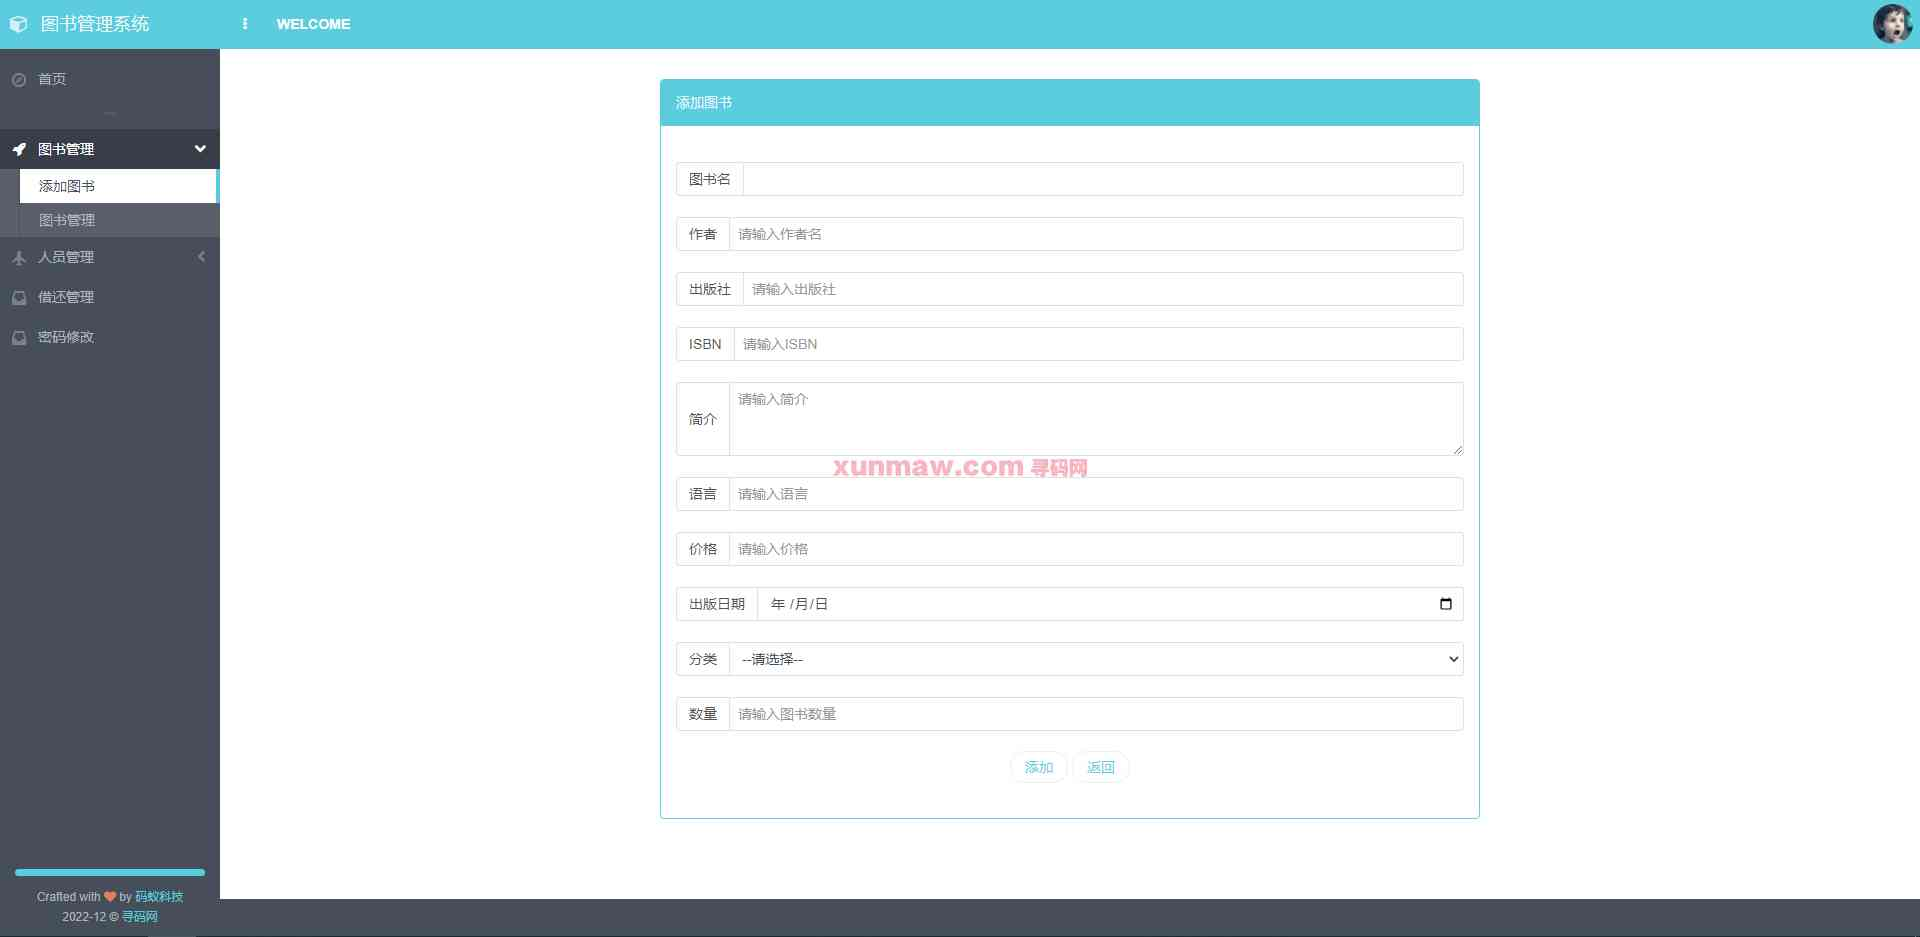 图书管理系统
WELCOME
首页
图书管理
添加图书
图书管理
人员管理
借还管理
密码修改
添加图书
图书名
作者 请输入作者名
出版社 请输入出版社
ISBN 请输入ISBN
简介 请输入简介
xunmaw.com 寻码网
语言 请输入语言
价格 请输入价格
出版日期 年 /月/日
分类 --请选择--
数量 请输入图书数量
添加 返回
Crafted with by 码蚁科技
2022-12 © 寻码网